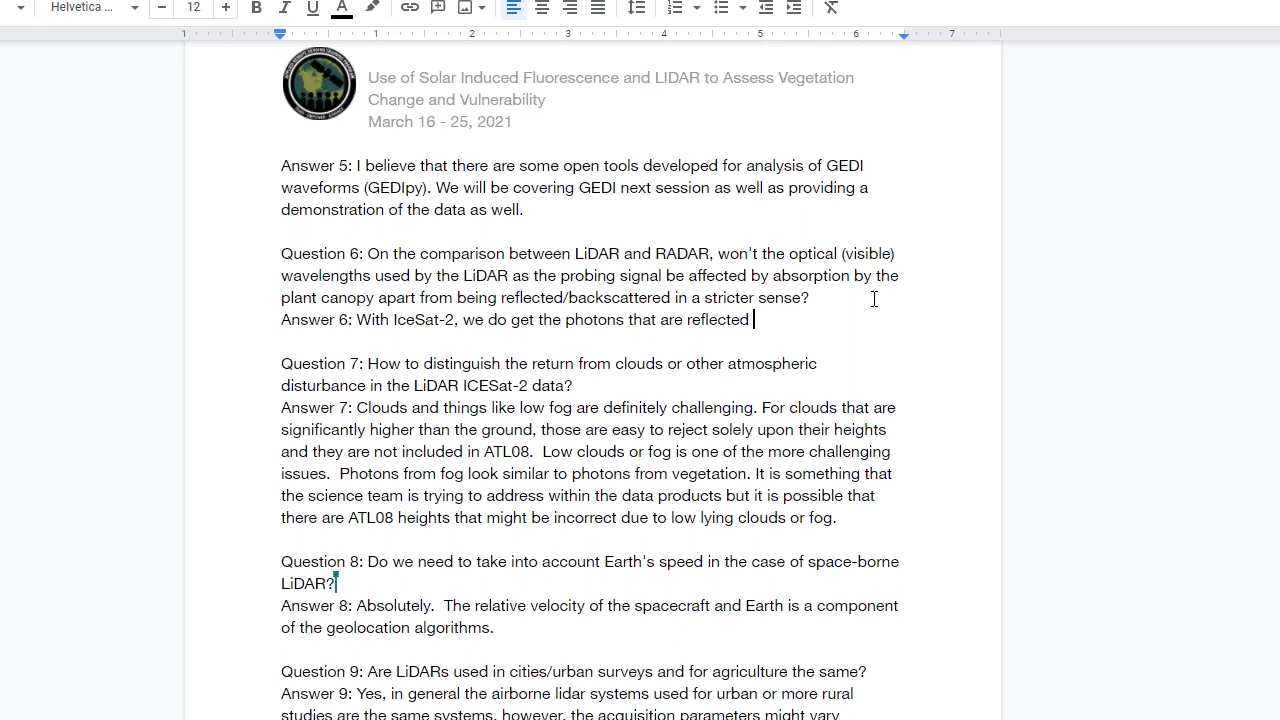 Helvetica ... 12 B I U A
1 1 2 3 4 5 6 7
Use of Solar Induced Fluorescence and LIDAR to Assess Vegetation
Change and Vulnerability
March 16 - 25, 2021
Answer 5: I believe that there are some open tools developed for analysis of GEDI
waveforms (GEDIpy). We will be covering GEDI next session as well as providing a
demonstration of the data as well.
Question 6: On the comparison between LiDAR and RADAR, won't the optical (visible)
wavelengths used by the LiDAR as the probing signal be affected by absorption by the
plant canopy apart from being reflected/backscattered in a stricter sense?
Answer 6: With IceSat-2, we do get the photons that are reflected
Question 7: How to distinguish the return from clouds or other atmospheric
disturbance in the LiDAR ICESat-2 data?
Answer 7: Clouds and things like low fog are definitely challenging. For clouds that are
significantly higher than the ground, those are easy to reject solely upon their heights
and they are not included in ATL08.  Low clouds or fog is one of the more challenging
issues.  Photons from fog look similar to photons from vegetation. It is something that
the science team is trying to address within the data products but it is possible that
there are ATL08 heights that might be incorrect due to low lying clouds or fog.
Question 8: Do we need to take into account Earth's speed in the case of space-borne
LiDAR?
Answer 8: Absolutely.  The relative velocity of the spacecraft and Earth is a component
of the geolocation algorithms.
Question 9: Are LiDARs used in cities/urban surveys and for agriculture the same?
Answer 9: Yes, in general the airborne lidar systems used for urban or more rural
studies are the same systems, however, the acquisition parameters might vary